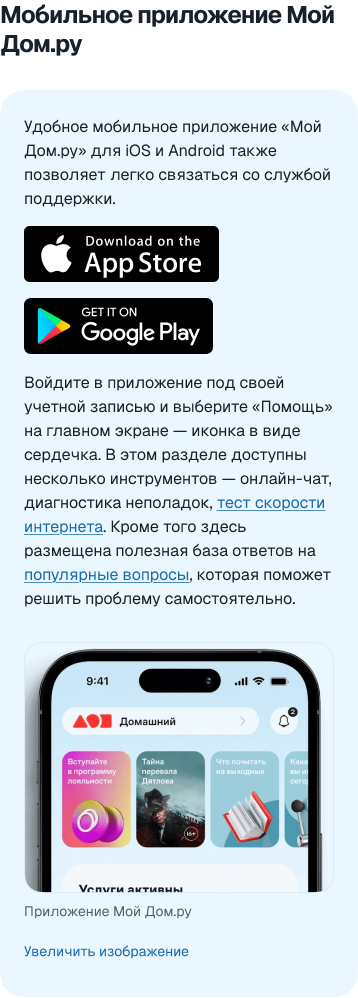 Мобильное приложение Мой
Дом.ру
Удобное мобильное приложение «Мой
Дом.ру» для iOS и Android также
позволяет легко связаться со службой
поддержки.
Download on the
App Store
GET IT ON
Google Play
Войдите в приложение под своей
учетной записью и выберите «Помощь»
на главном экране — иконка в виде
сердечка. В этом разделе доступны
несколько инструментов — онлайн-чат,
диагностика неполадок, тест скорости
интернета. Кроме того здесь
размещена полезная база ответов на
популярные вопросы, которая поможет
решить проблему самостоятельно.
9:41
ДОМ Домашний
2
Вступайте
в программу
лояльности
Тайна
перевала
Дятлова
16+
Что почитать
на выходных
Кака
вы ис
сегод
Услуги активны
Приложение Мой Дом.ру
Увеличить изображение